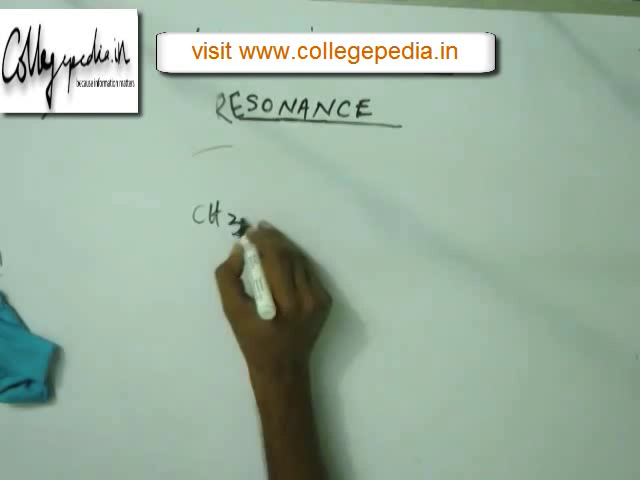 collegepedia.in
because information matters
visit www.collegepedia.in
RESONANCE
CH2